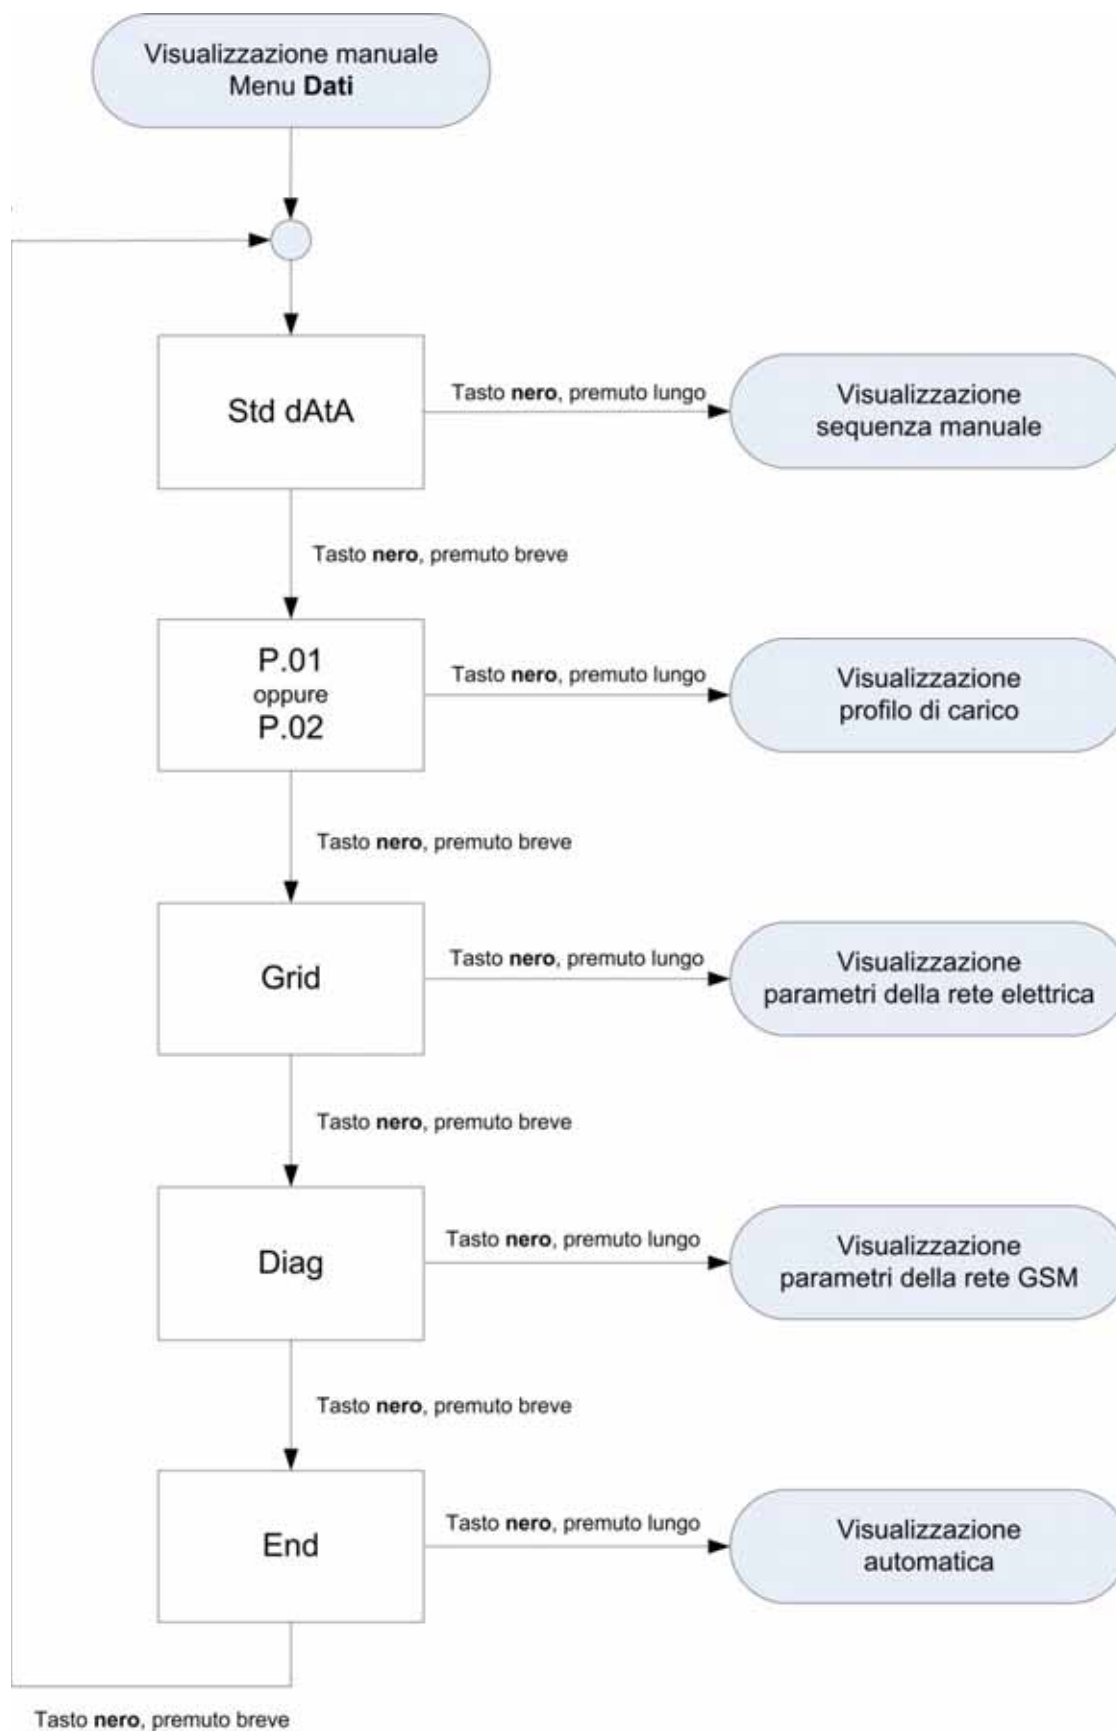 Visualizzazione manuale
Menu Dati
Std dAtA
Tasto nero, premuto lungo
Visualizzazione
sequenza manuale
Tasto nero, premuto breve
P.01
oppure
P.02
Tasto nero, premuto lungo
Visualizzazione
profilo di carico
Tasto nero, premuto breve
Grid
Tasto nero, premuto lungo
Visualizzazione
parametri della rete elettrica
Tasto nero, premuto breve
Diag
Tasto nero, premuto lungo
Visualizzazione
parametri della rete GSM
Tasto nero, premuto breve
End
Tasto nero, premuto lungo
Visualizzazione
automatica
Tasto nero, premuto breve